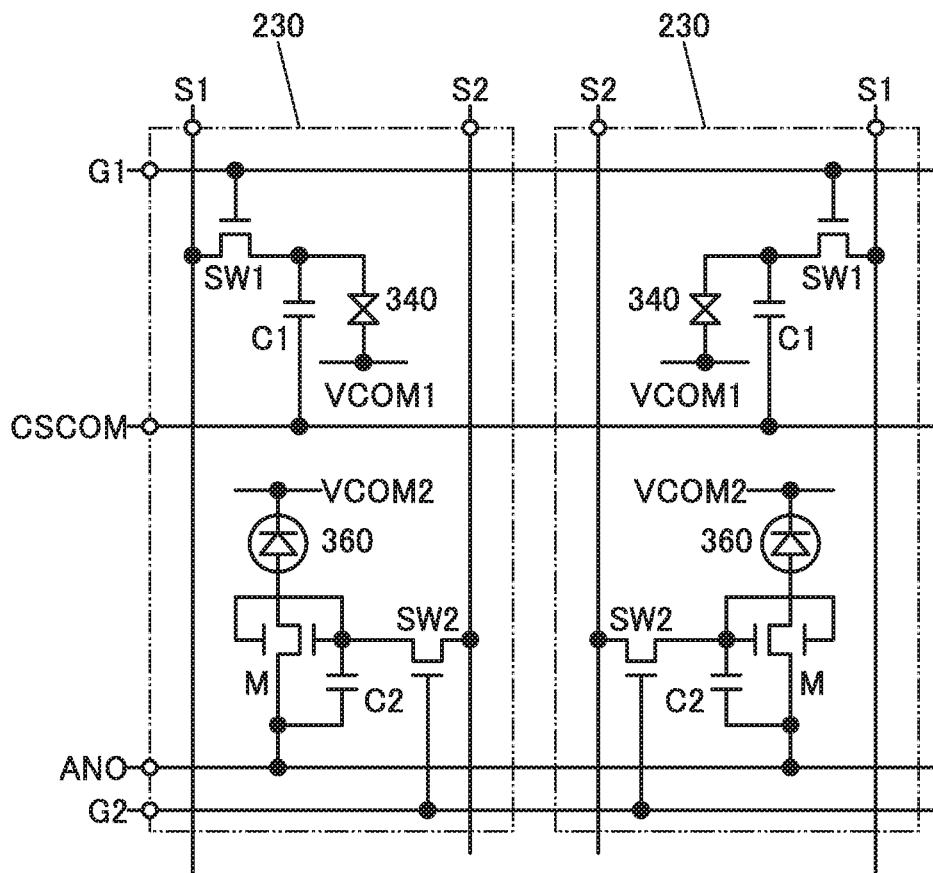 230 230
S1 S2 S2 S1
G1
SW1 SW1
340 340
C1 C1
VCOM1 VCOM1
CSCOM
VCOM2 VCOM2
360 360
SW2 SW2
M M
C2 C2
ANO
G2